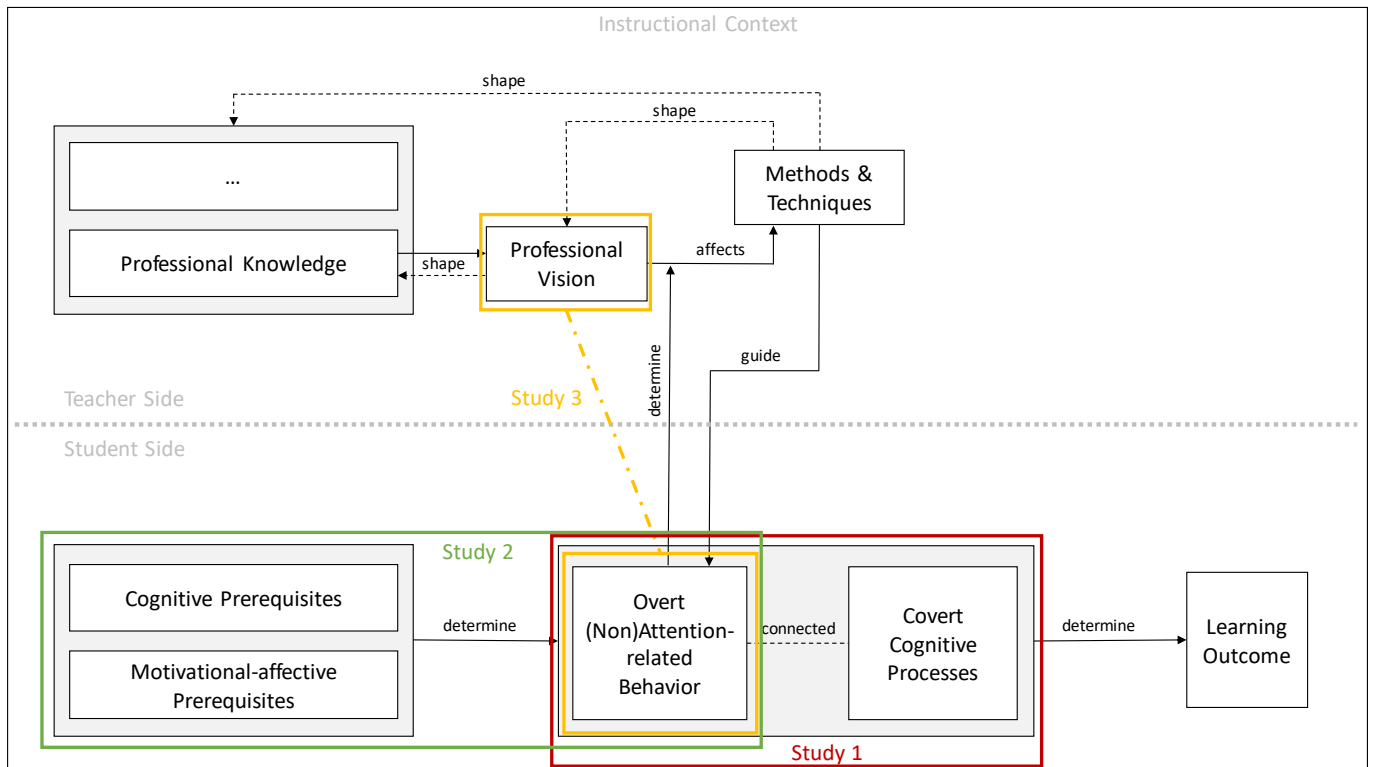 Instructional Context
shape
shape
...
Methods &
Techniques
Professional Knowledge
shape
Professional
Vision
affects
determine
guide
Teacher Side
Study 3
Student Side
Study 2
Cognitive Prerequisites
Motivational-affective
Prerequisites
determine
Overt
(Non)Attention-
related
Behavior
connected
Covert
Cognitive
Processes
determine
Learning
Outcome
Study 1